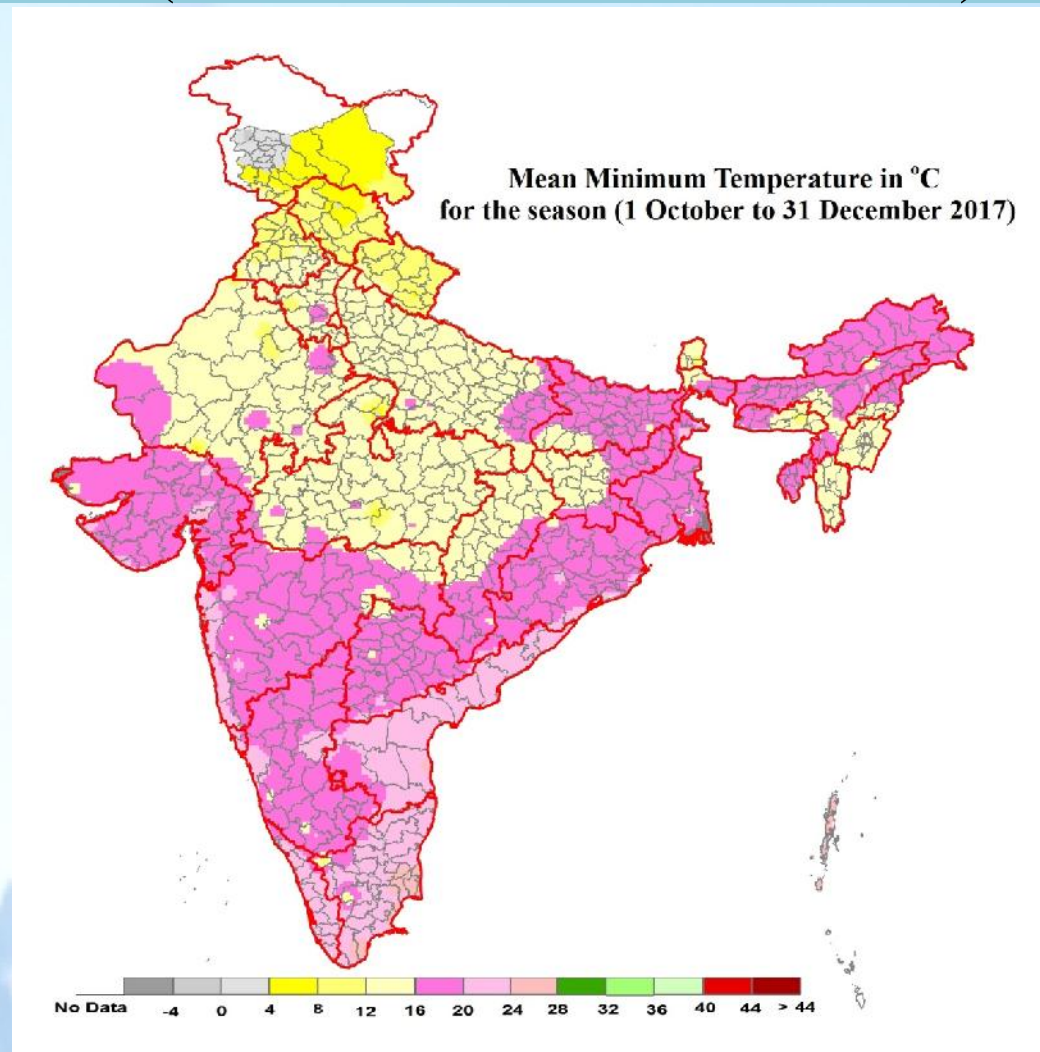 Mean Minimum Temperature in °C
for the season (1 October to 31 December 2017)
No Data -4 0 4 8 12 16 20 24 28 32 36 40 44 > 44